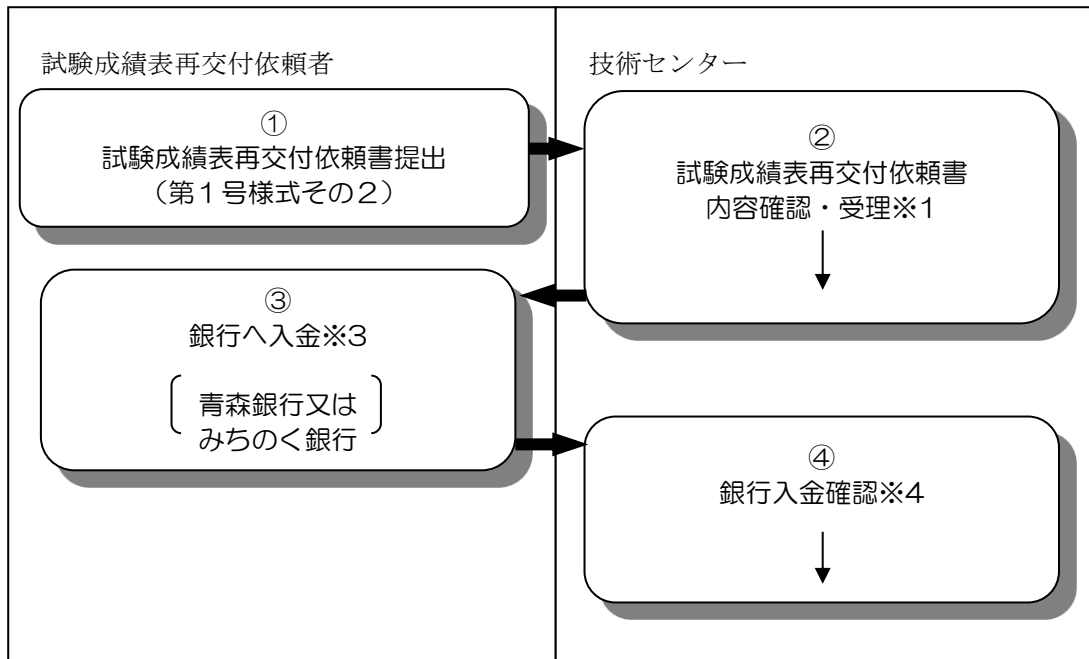 試験成績表再交付依頼者
技術センター
①
試験成績表再交付依頼書提出
（第１号様式その２）
②
試験成績表再交付依頼書
内容確認・受理※1
③
銀行へ入金※3
青森銀行又は
みちのく銀行
④
銀行入金確認※4